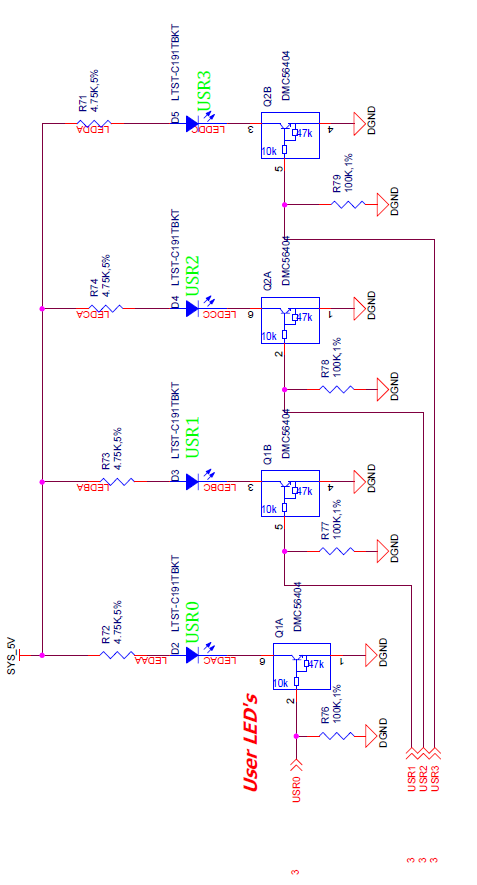 R71
4.75K,5%
LEDDA
D5
LTST-C191TBKT
USR3
LEDDC
3
Q2B
DMC56404
47k
10k
4
5
DGND
R79
100K,1%
DGND
R74
4.75K,5%
LEDCA
D4
LTST-C191TBKT
USR2
LEDCC
6
Q2A
DMC56404
47k
10k
1
2
DGND
R78
100K,1%
DGND
R73
4.75K,5%
LEDBA
D3
LTST-C191TBKT
USR1
LEDBC
3
Q1B
DMC56404
47k
10k
4
5
DGND
R77
100K,1%
DGND
SYS_5V
R72
4.75K,5%
LEDAA
D2
LTST-C191TBKT
USR0
LEDAC
6
Q1A
DMC56404
47k
10k
1
2
DGND
R76
100K,1%
DGND
User LED's
USR0
3
USR1
3
USR2
3
USR3
3